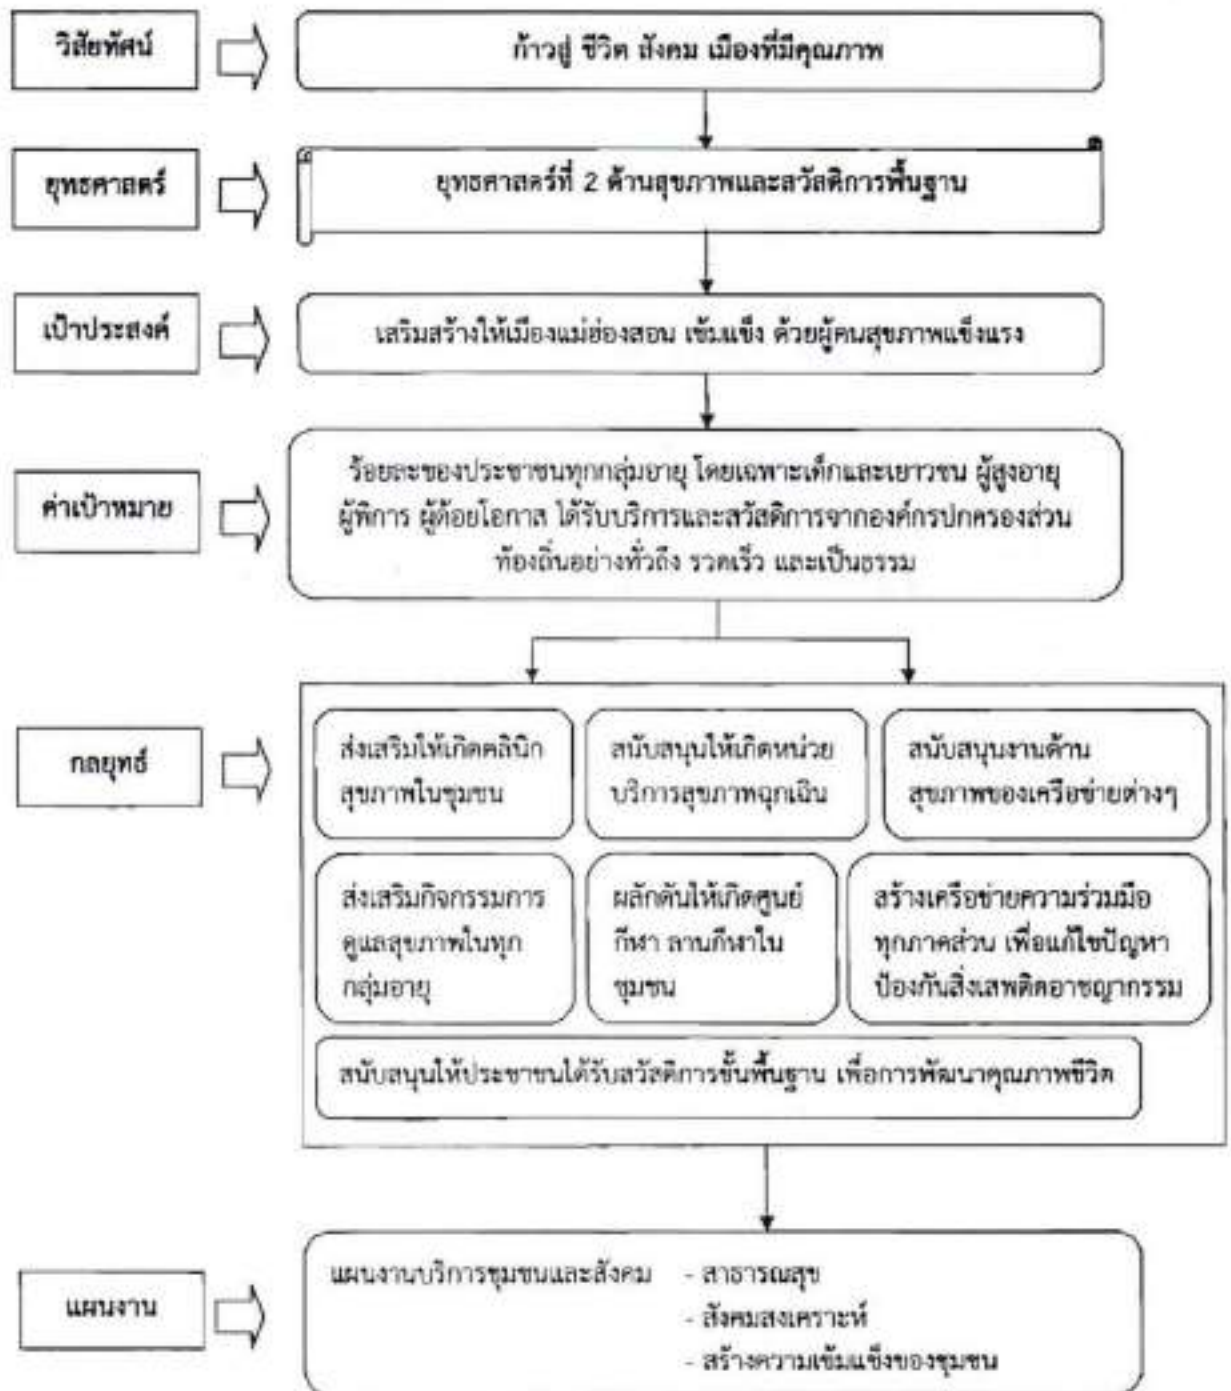 วิสัยทัศน์
ก้าวสู่ ชีวิต สังคม เมืองที่มีคุณภาพ
ยุทธศาสตร์
ยุทธศาสตร์ที่ 2 ด้านสุขภาพและสวัสดิการพื้นฐาน
เป้าประสงค์
เสริมสร้างให้เมืองแม่ฮ่องสอน เข้มแข็ง ด้วยผู้คนสุขภาพแข็งแรง
ค่าเป้าหมาย
ร้อยละของประชาชนทุกกลุ่มอายุ โดยเฉพาะเด็กและเยาวชน ผู้สูงอายุ
ผู้พิการ ผู้ด้อยโอกาส ได้รับบริการและสวัสดิการจากองค์กรปกครองส่วน
ท้องถิ่นอย่างทั่วถึง รวดเร็ว และเป็นธรรม
กลยุทธ์
ส่งเสริมให้เกิดคลินิก
สุขภาพในชุมชน
สนับสนุนให้เกิดหน่วย
บริการสุขภาพฉุกเฉิน
สนับสนุนงานด้าน
สุขภาพของเครือข่ายต่างๆ
ส่งเสริมกิจกรรมการ
ดูแลสุขภาพในทุก
กลุ่มอายุ
ผลักดันให้เกิดศูนย์
กีฬา ลานกีฬาใน
ชุมชน
สร้างเครือข่ายความร่วมมือ
ทุกภาคส่วน เพื่อแก้ไขปัญหา
ป้องกันสิ่งเสพติดอาชญากรรม
สนับสนุนให้ประชาชนได้รับสวัสดิการขั้นพื้นฐาน เพื่อการพัฒนาคุณภาพชีวิต
แผนงาน
แผนงานบริการชุมชนและสังคม - สาธารณสุข
- สังคมสงเคราะห์
- สร้างความเข้มแข็งของชุมชน